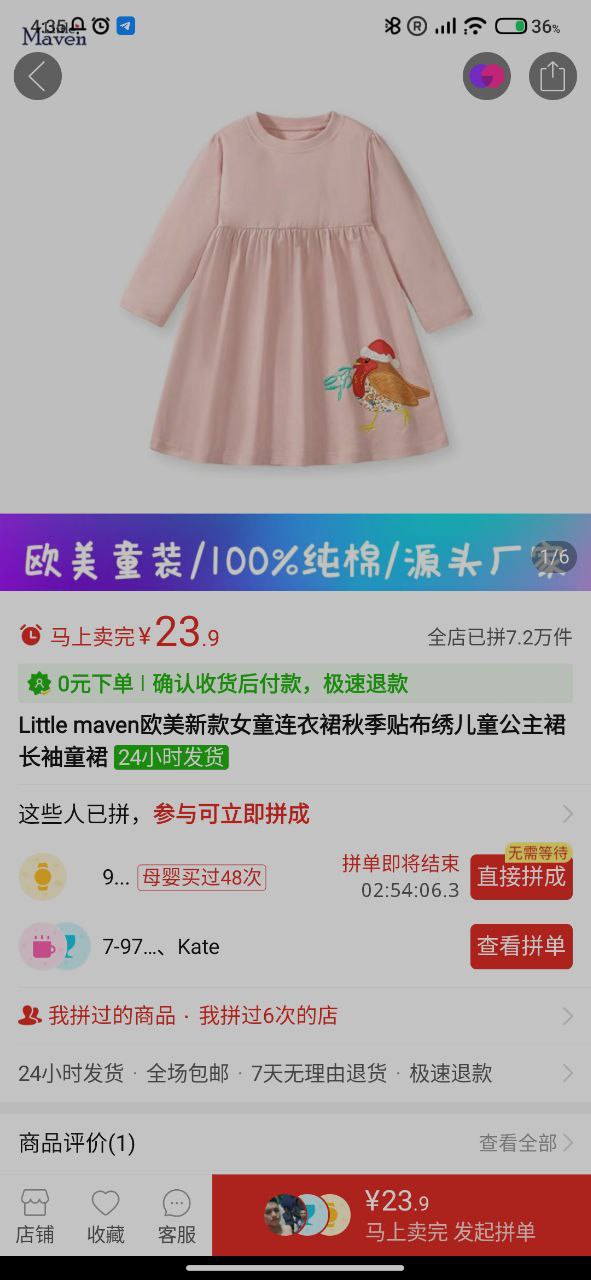 4:35
36%
Little
Maven
欧美童装/100%纯棉/源头厂家
1/6
马上卖完¥23.9
全店已拼7.2万件
0元下单 | 确认收货后付款，极速退款
Little maven欧美新款女童连衣裙秋季贴布绣儿童公主裙
长袖童裙 24小时发货
这些人已拼，参与可立即拼成
无需等待
9... 母婴买过48次
拼单即将结束
02:54:06.3
直接拼成
7-97...、Kate
查看拼单
我拼过的商品 · 我拼过6次的店
24小时发货 · 全场包邮 · 7天无理由退货 · 极速退款
商品评价(1)
查看全部
店铺
收藏
客服
¥23.9
马上卖完 发起拼单